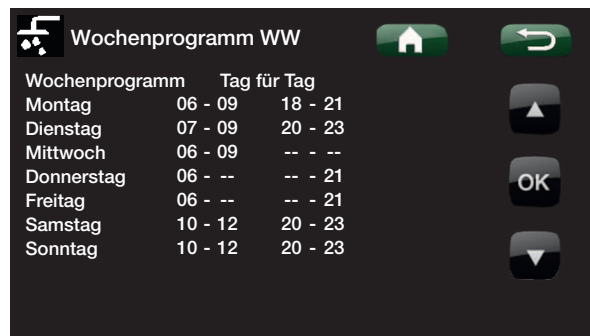 Wochenprogramm WW
Wochenprogramm Tag für Tag
Montag 06 - 09 18 - 21
Dienstag 07 - 09 20 - 23
Mittwoch 06 - 09 -- - --
Donnerstag 06 - -- -- - 21
OK
Freitag 06 - -- -- - 21
Samstag 10 - 12 20 - 23
Sonntag 10 - 12 20 - 23